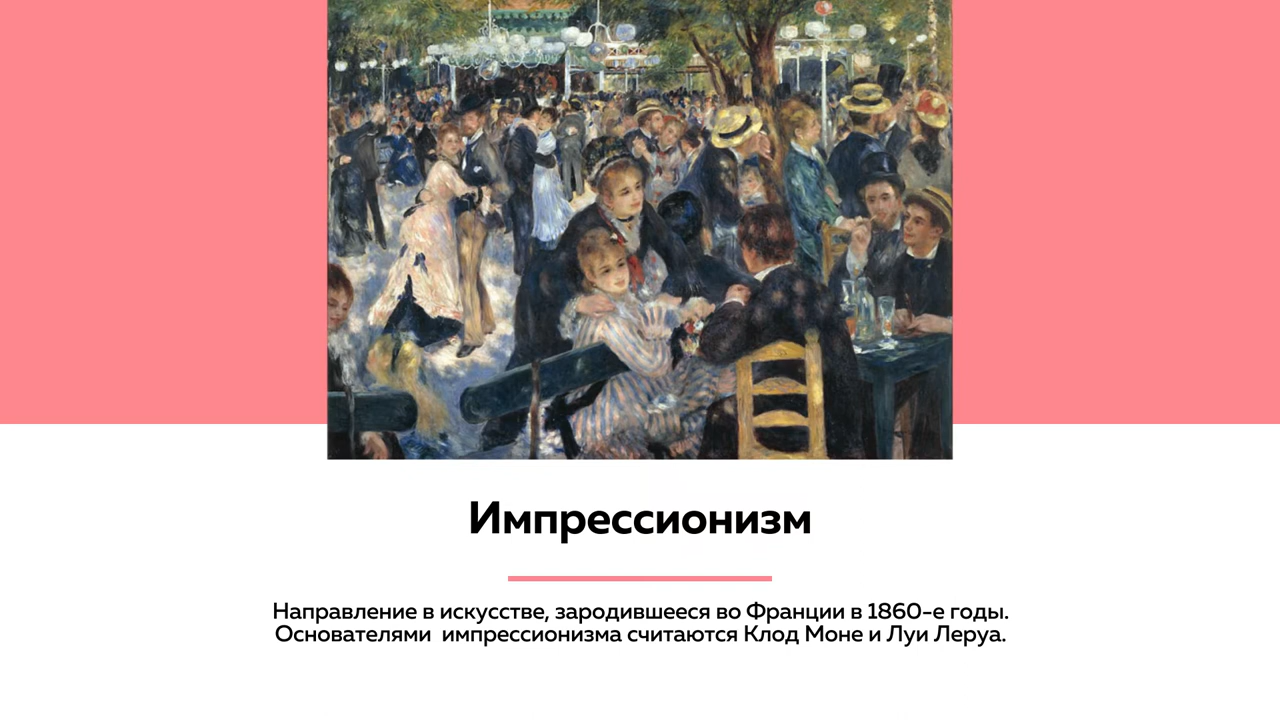 Импрессионизм
Направление в искусстве, зародившееся во Франции в 1860-е годы.
Основателями  импрессионизма считаются Клод Моне и Луи Леруа.